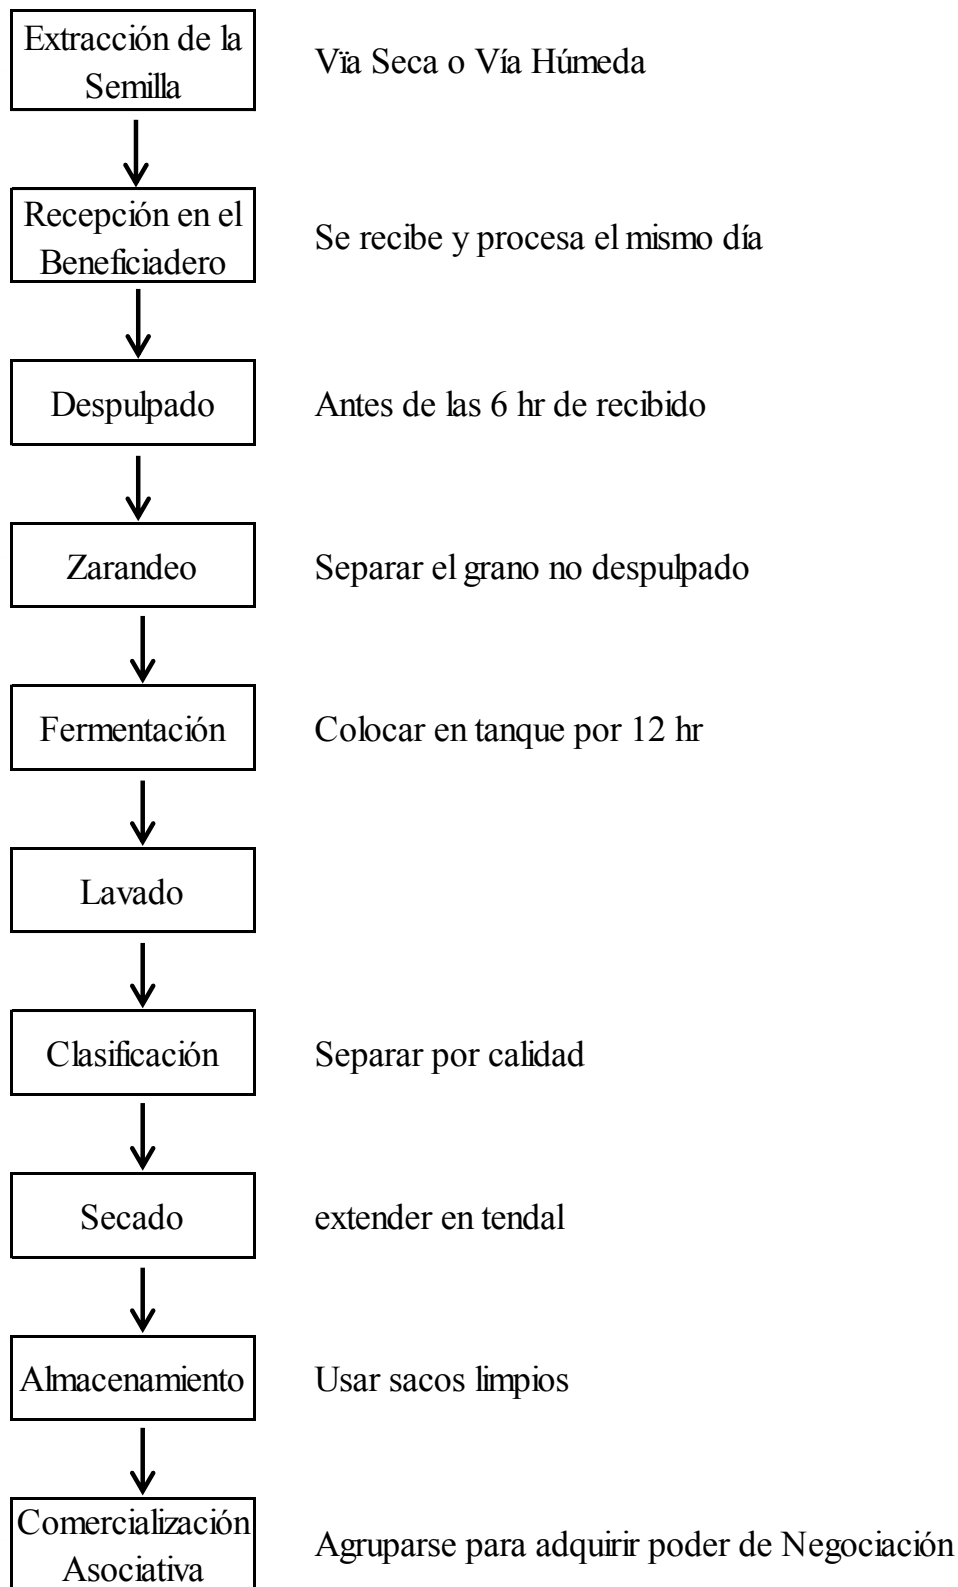 Extracción de la
Semilla
Vïa Seca o Vía Húmeda
Recepción en el
Beneficiadero
Se recibe y procesa el mismo día
Despulpado
Antes de las 6 hr de recibido
Zarandeo
Separar el grano no despulpado
Fermentación
Colocar en tanque por 12 hr
Lavado
Clasificación
Separar por calidad
Secado
extender en tendal
Almacenamiento
Usar sacos limpios
Comercialización
Asociativa
Agruparse para adquirir poder de Negociación